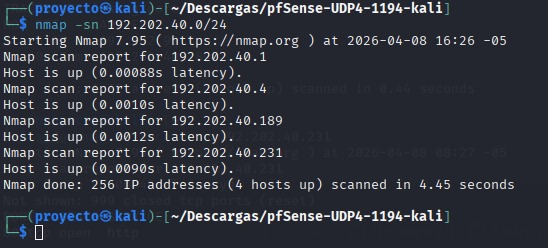 ┌──(proyecto㉿kali)-[~/Descargas/pfSense-UDP4-1194-kali]
└─$ nmap -sn 192.202.40.0/24
Starting Nmap 7.95 ( https://nmap.org ) at 2026-04-08 16:26 -05
Nmap scan report for 192.202.40.1
Host is up (0.00088s latency).
Nmap scan report for 192.202.40.4
Host is up (0.0010s latency).
Nmap scan report for 192.202.40.189
Host is up (0.0012s latency).
Nmap scan report for 192.202.40.231
Host is up (0.0090s latency).
Nmap done: 256 IP addresses (4 hosts up) scanned in 4.45 seconds
┌──(proyecto㉿kali)-[~/Descargas/pfSense-UDP4-1194-kali]
└─$